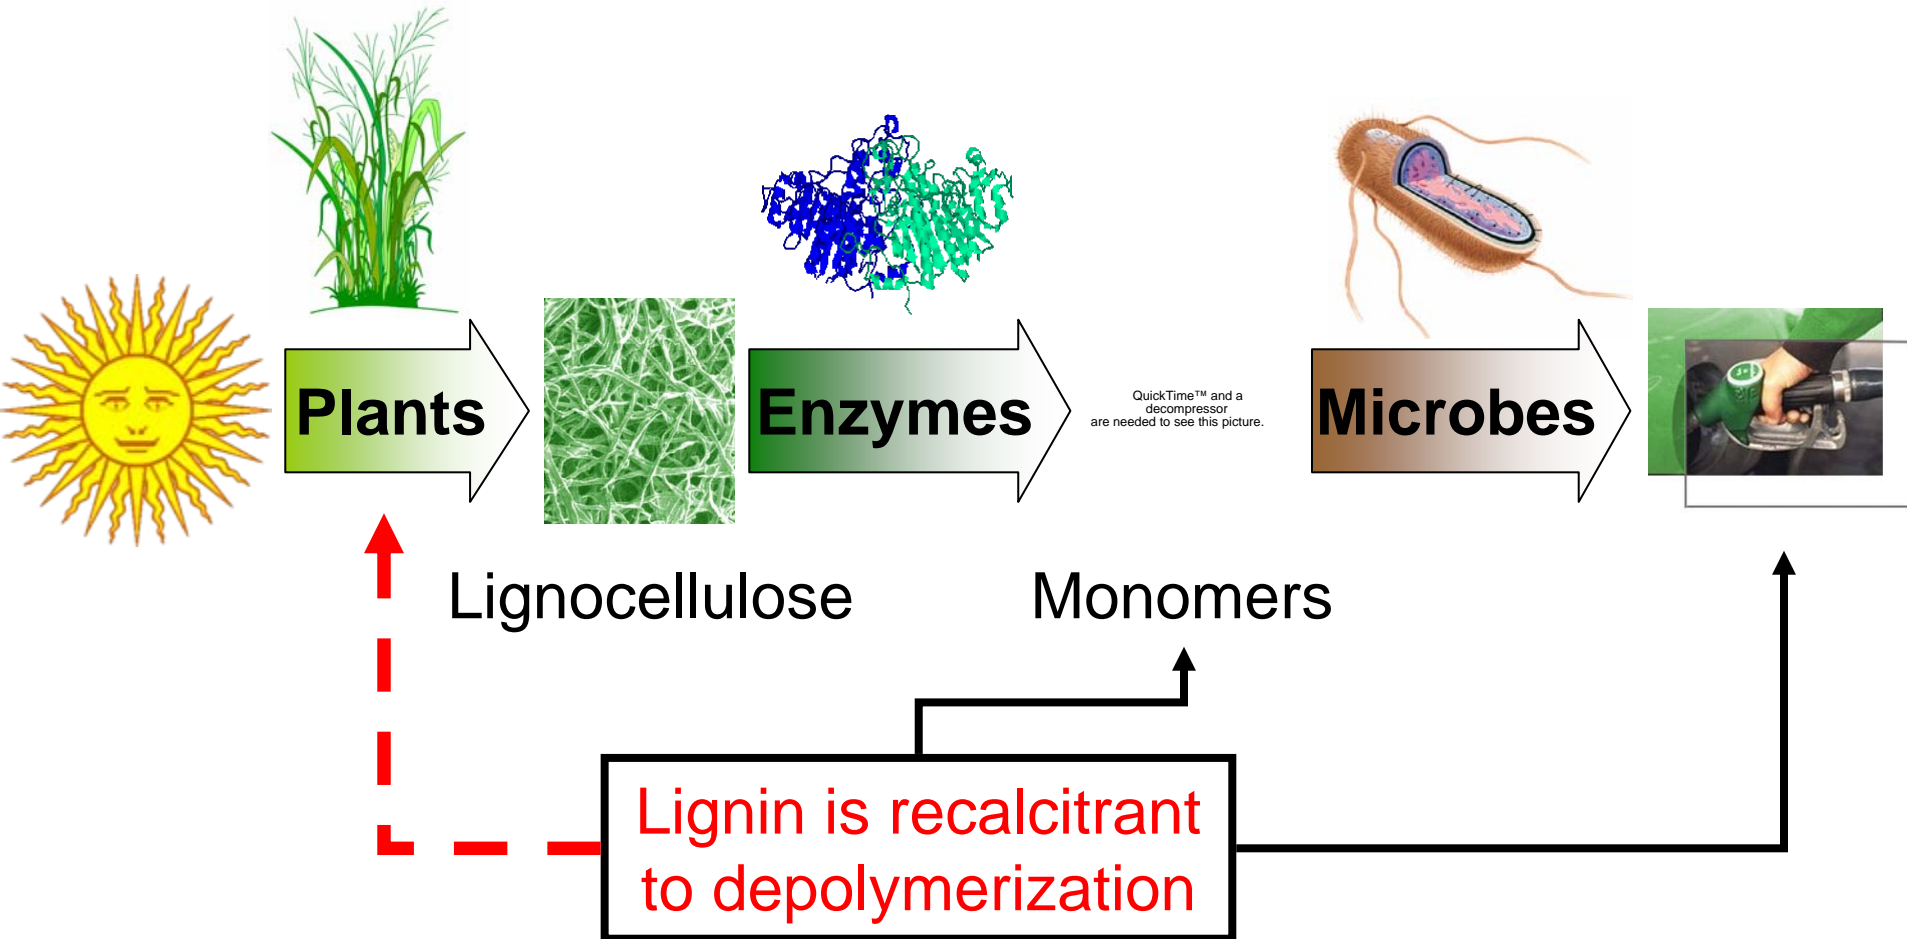 Plants
Enzymes
QuickTime™ and a
decompressor
are needed to see this picture.
Microbes
Lignocellulose
Monomers
Lignin is recalcitrant
to depolymerization